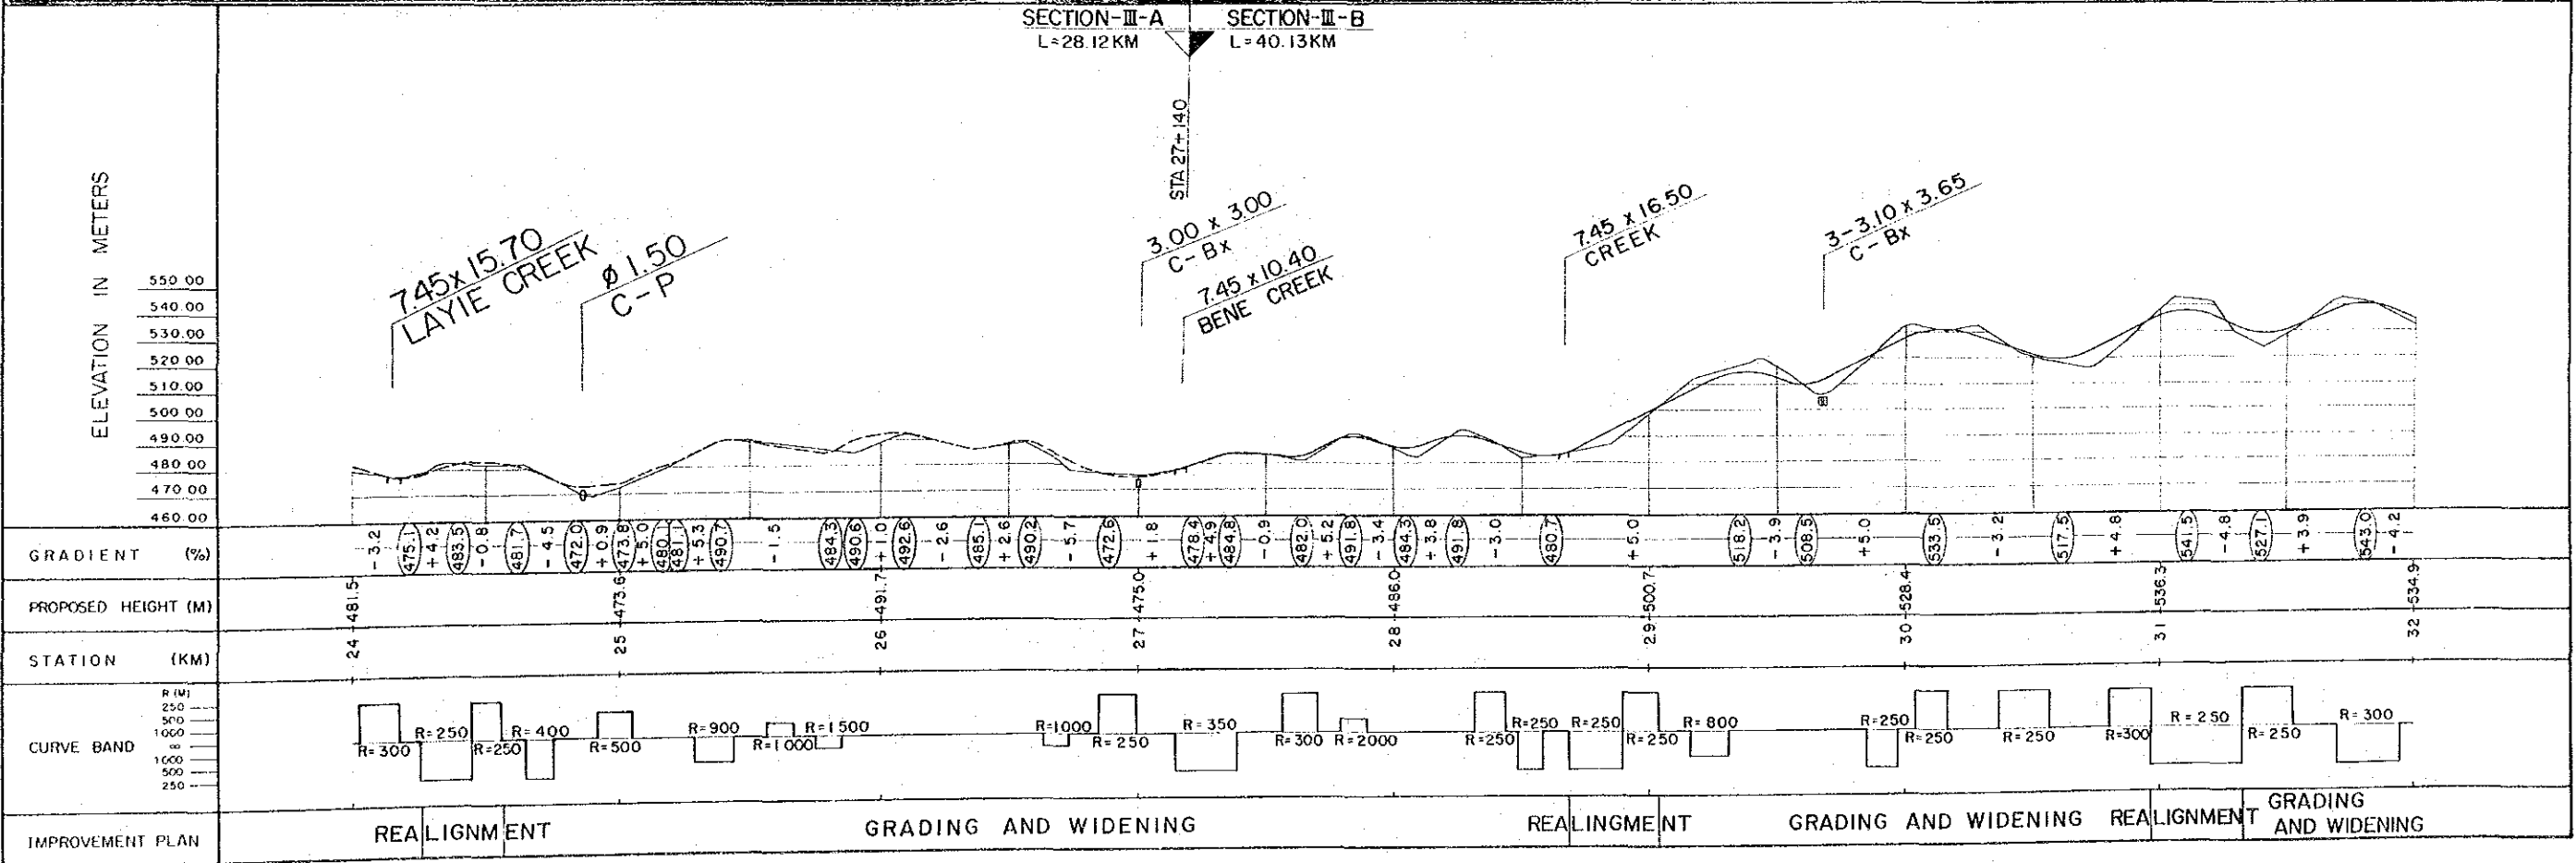 SECTION-III-A SECTION-III-B
L=28.12KM L=40.13KM
STA 27+140
ELEVATION IN METERS
550.00
540.00
530.00
520.00
510.00
500.00
490.00
480.00
470.00
460.00
7.45 x 15.70
LAYIE CREEK
ø 1.50
C-P
3.00 x 3.00
C-Bx
7.45 x 10.40
BENE CREEK
7.45 x 16.50
CREEK
3-3.10 x 3.65
C-Bx
GRADIENT (%)
-3.2 475.1 +4.2 483.5 -0.8 481.7 -4.5 472.0 +0.9 473.8 +5.0 480.1 481.1 +5.3 490.7 -1.5 484.3 490.6 +1.0 492.6 -2.6 485.1 +2.6 490.2 -5.7 472.6 +1.8 478.4 +4.9 484.8 -0.9 482.0 +5.2 491.8 -3.4 484.3 +3.8 491.8 -3.0 480.7 +5.0 518.2 -3.9 508.5 +5.0 533.5 -3.2 517.5 +4.8 541.5 -4.8 527.1 +3.9 543.0 -4.2
PROPOSED HEIGHT (M)
481.5 473.6 491.7 475.0 486.0 500.7 528.4 536.3 534.9
STATION (KM)
24 25 26 27 28 29 30 31 32
CURVE BAND
R (M)
250
500
1000
∞
1000
500
250
R=300 R=250 R=250 R=400 R=500 R=900 R=1000 R=1500 R=1000 R=250 R=350 R=300 R=2000 R=250 R=250 R=250 R=250 R=800 R=250 R=250 R=250 R=300 R=250 R=250 R=300
IMPROVEMENT PLAN
REALIGNMENT GRADING AND WIDENING REALINGMENT GRADING AND WIDENING REALIGNMENT GRADING
AND WIDENING